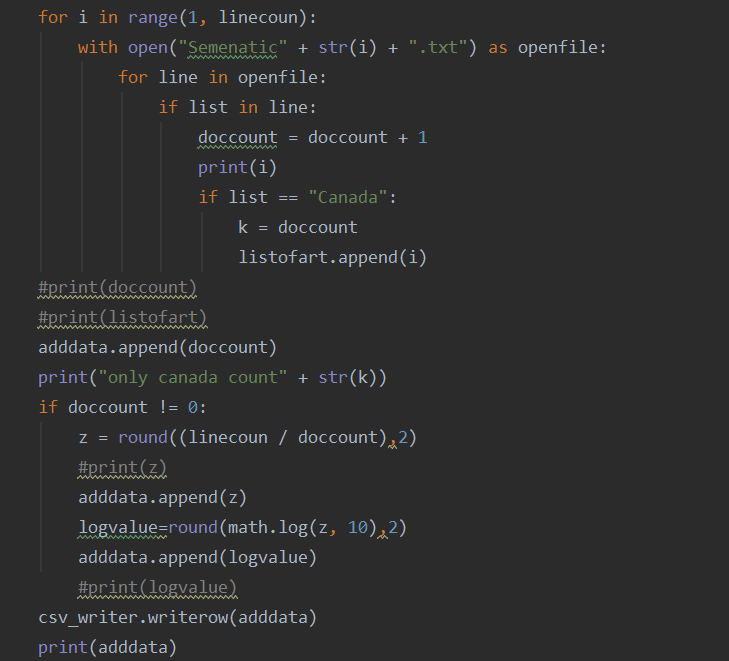 for i in range(1, linecoun):
    with open("Semenatic" + str(i) + ".txt") as openfile:
        for line in openfile:
            if list in line:
                doccount = doccount + 1
                print(i)
                if list == "Canada":
                    k = doccount
                    listofart.append(i)
#print(doccount)
#print(listofart)
adddata.append(doccount)
print("only canada count" + str(k))
if doccount != 0:
    z = round((linecoun / doccount),2)
    #print(z)
    adddata.append(z)
    logvalue=round(math.log(z, 10),2)
    adddata.append(logvalue)
    #print(logvalue)
csv_writer.writerow(adddata)
print(adddata)